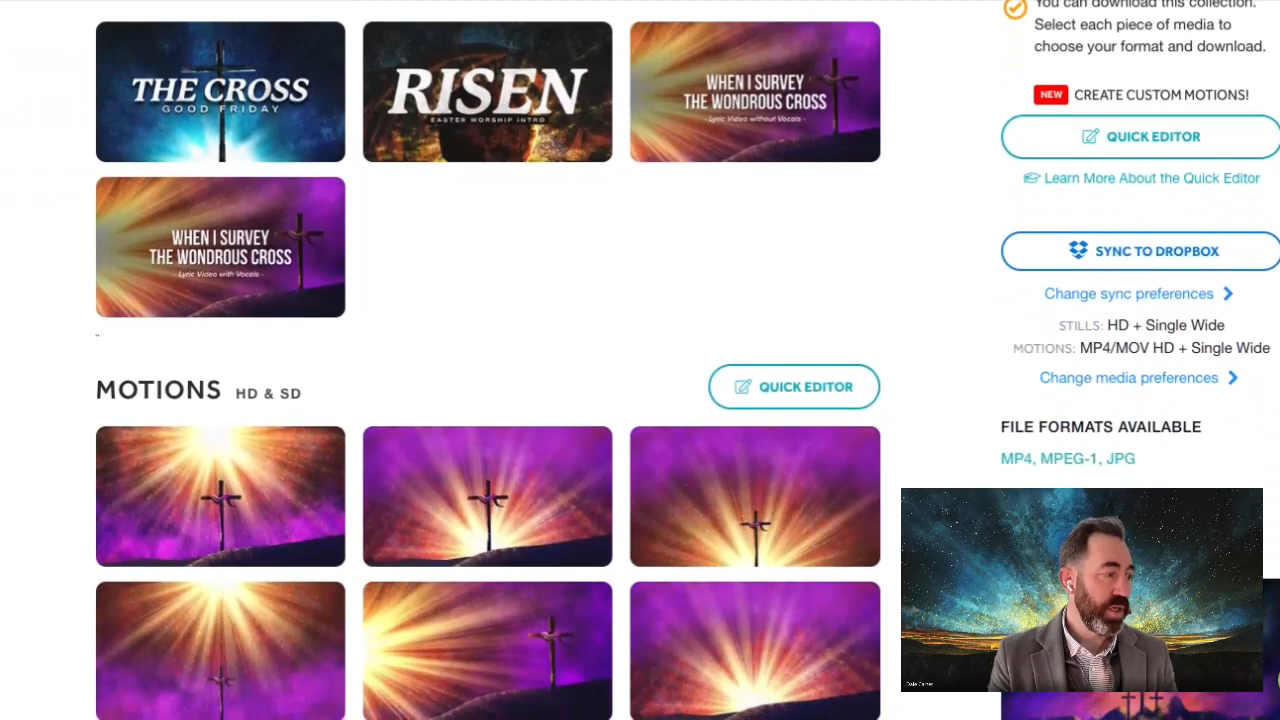 THE CROSS
GOOD FRIDAY
RISEN
EASTER WORSHIP INTRO
WHEN I SURVEY
THE WONDROUS CROSS
- Lyric Video without Vocals -
WHEN I SURVEY
THE WONDROUS CROSS
- Lyric Video with Vocals -
MOTIONS HD & SD
QUICK EDITOR
You can download this collection.
Select each piece of media to
choose your format and download.
NEW CREATE CUSTOM MOTIONS!
QUICK EDITOR
Learn More About the Quick Editor
SYNC TO DROPBOX
Change sync preferences
STILLS: HD + Single Wide
MOTIONS: MP4/MOV HD + Single Wide
Change media preferences
FILE FORMATS AVAILABLE
MP4, MPEG-1, JPG
Dale Carter